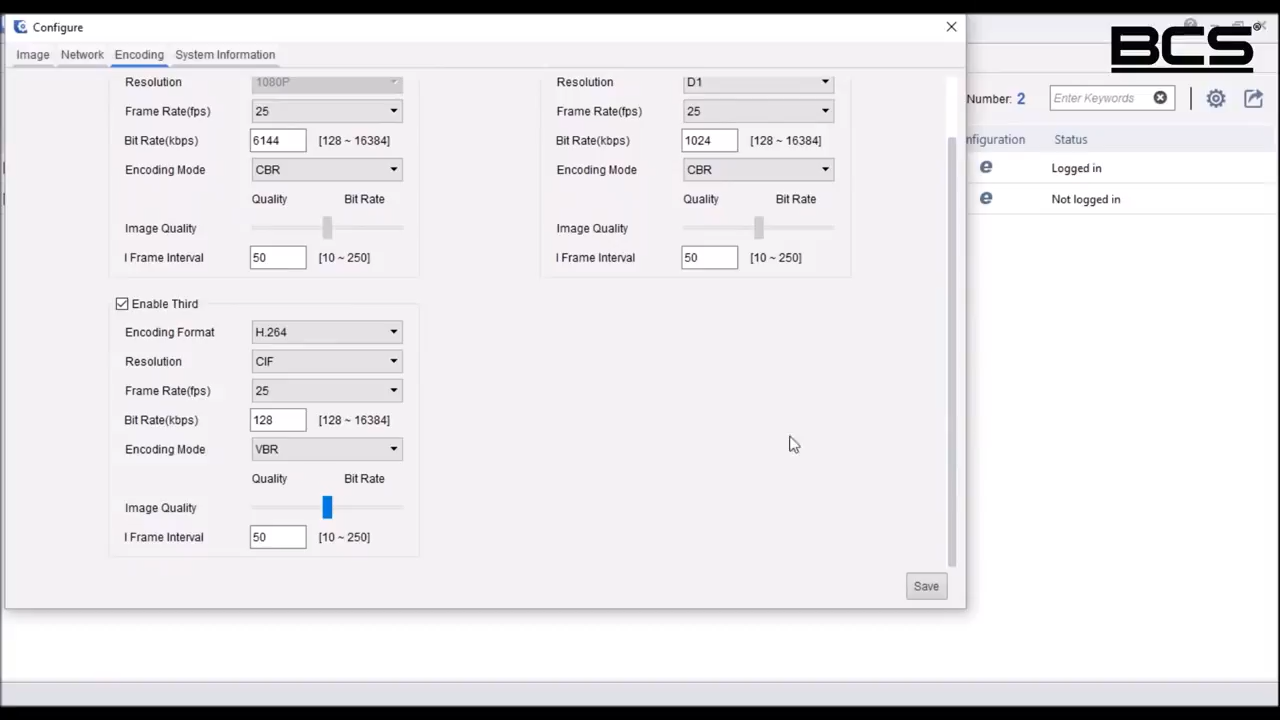 Configure
BCS®
Image Network Encoding System Information
Resolution 1080P
Frame Rate(fps) 25
Bit Rate(kbps) 6144 [128 ~ 16384]
Encoding Mode CBR
Quality Bit Rate
Image Quality
I Frame Interval 50 [10 ~ 250]
Resolution D1
Frame Rate(fps) 25
Bit Rate(kbps) 1024 [128 ~ 16384]
Encoding Mode CBR
Quality Bit Rate
Image Quality
I Frame Interval 50 [10 ~ 250]
Enable Third
Encoding Format H.264
Resolution CIF
Frame Rate(fps) 25
Bit Rate(kbps) 128 [128 ~ 16384]
Encoding Mode VBR
Quality Bit Rate
Image Quality
I Frame Interval 50 [10 ~ 250]
Save
Number: 2 Enter Keywords
nfiguration Status
Logged in
Not logged in